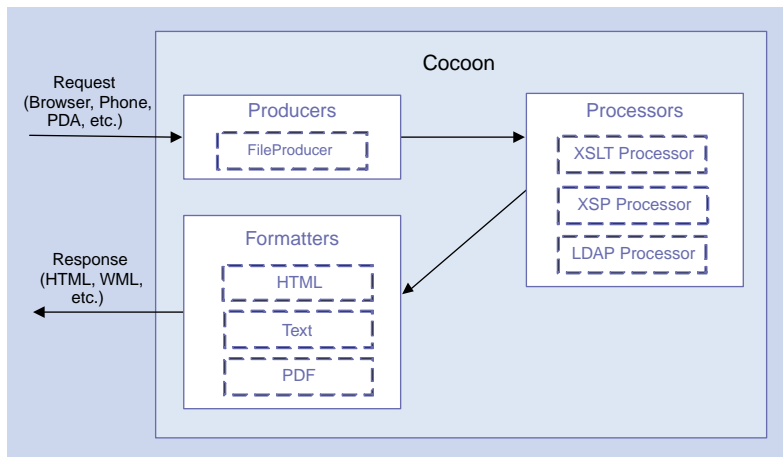 Cocoon
Request
(Browser, Phone,
PDA, etc.)
Producers
FileProducer
Processors
XSLT Processor
XSP Processor
LDAP Processor
Formatters
HTML
Text
PDF
Response
(HTML, WML,
etc.)